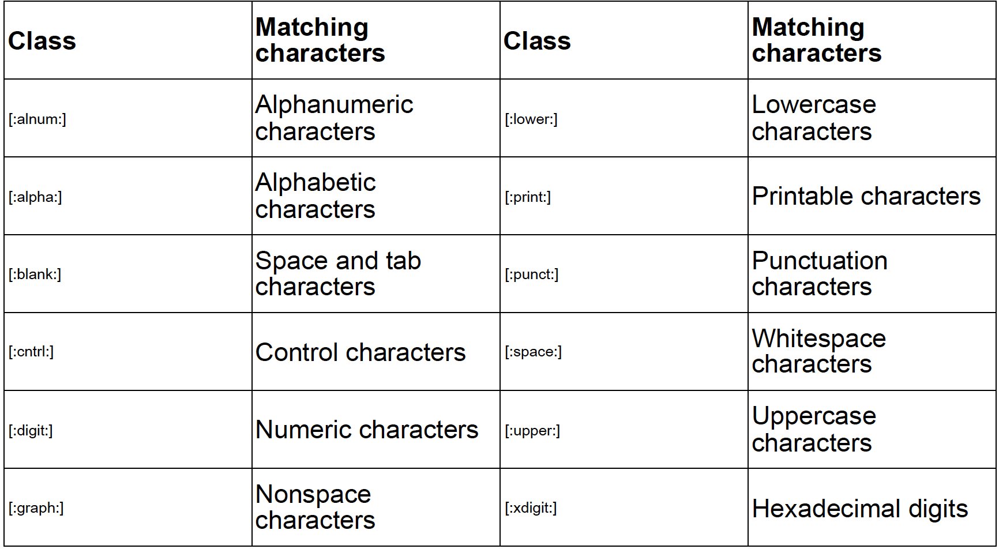 Class
Matching
characters
Class
Matching
characters
[:alnum:]
Alphanumeric
characters
[:lower:]
Lowercase
characters
[:alpha:]
Alphabetic
characters
[:print:]
Printable characters
[:blank:]
Space and tab
characters
[:punct:]
Punctuation
characters
[:cntrl:]
Control characters
[:space:]
Whitespace
characters
[:digit:]
Numeric characters
[:upper:]
Uppercase
characters
[:graph:]
Nonspace
characters
[:xdigit:]
Hexadecimal digits